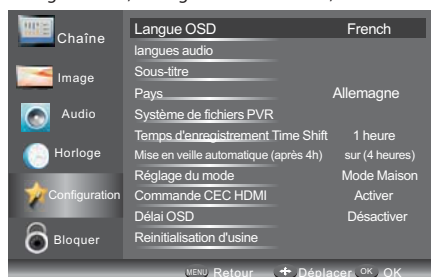 Chaîne
Image
Audio
Horloge
Configuration
Bloquer
Langue OSD French
langues audio
Sous-titre
Pays Allemagne
Système de fichiers PVR
Temps d'enregistrement Time Shift 1 heure
Mise en veille automatique (après 4h) sur (4 heures)
Réglage du mode Mode Maison
Commande CEC HDMI Activer
Délai OSD Désactiver
Reinitialisation d'usine
MENU Retour Déplacer OK OK